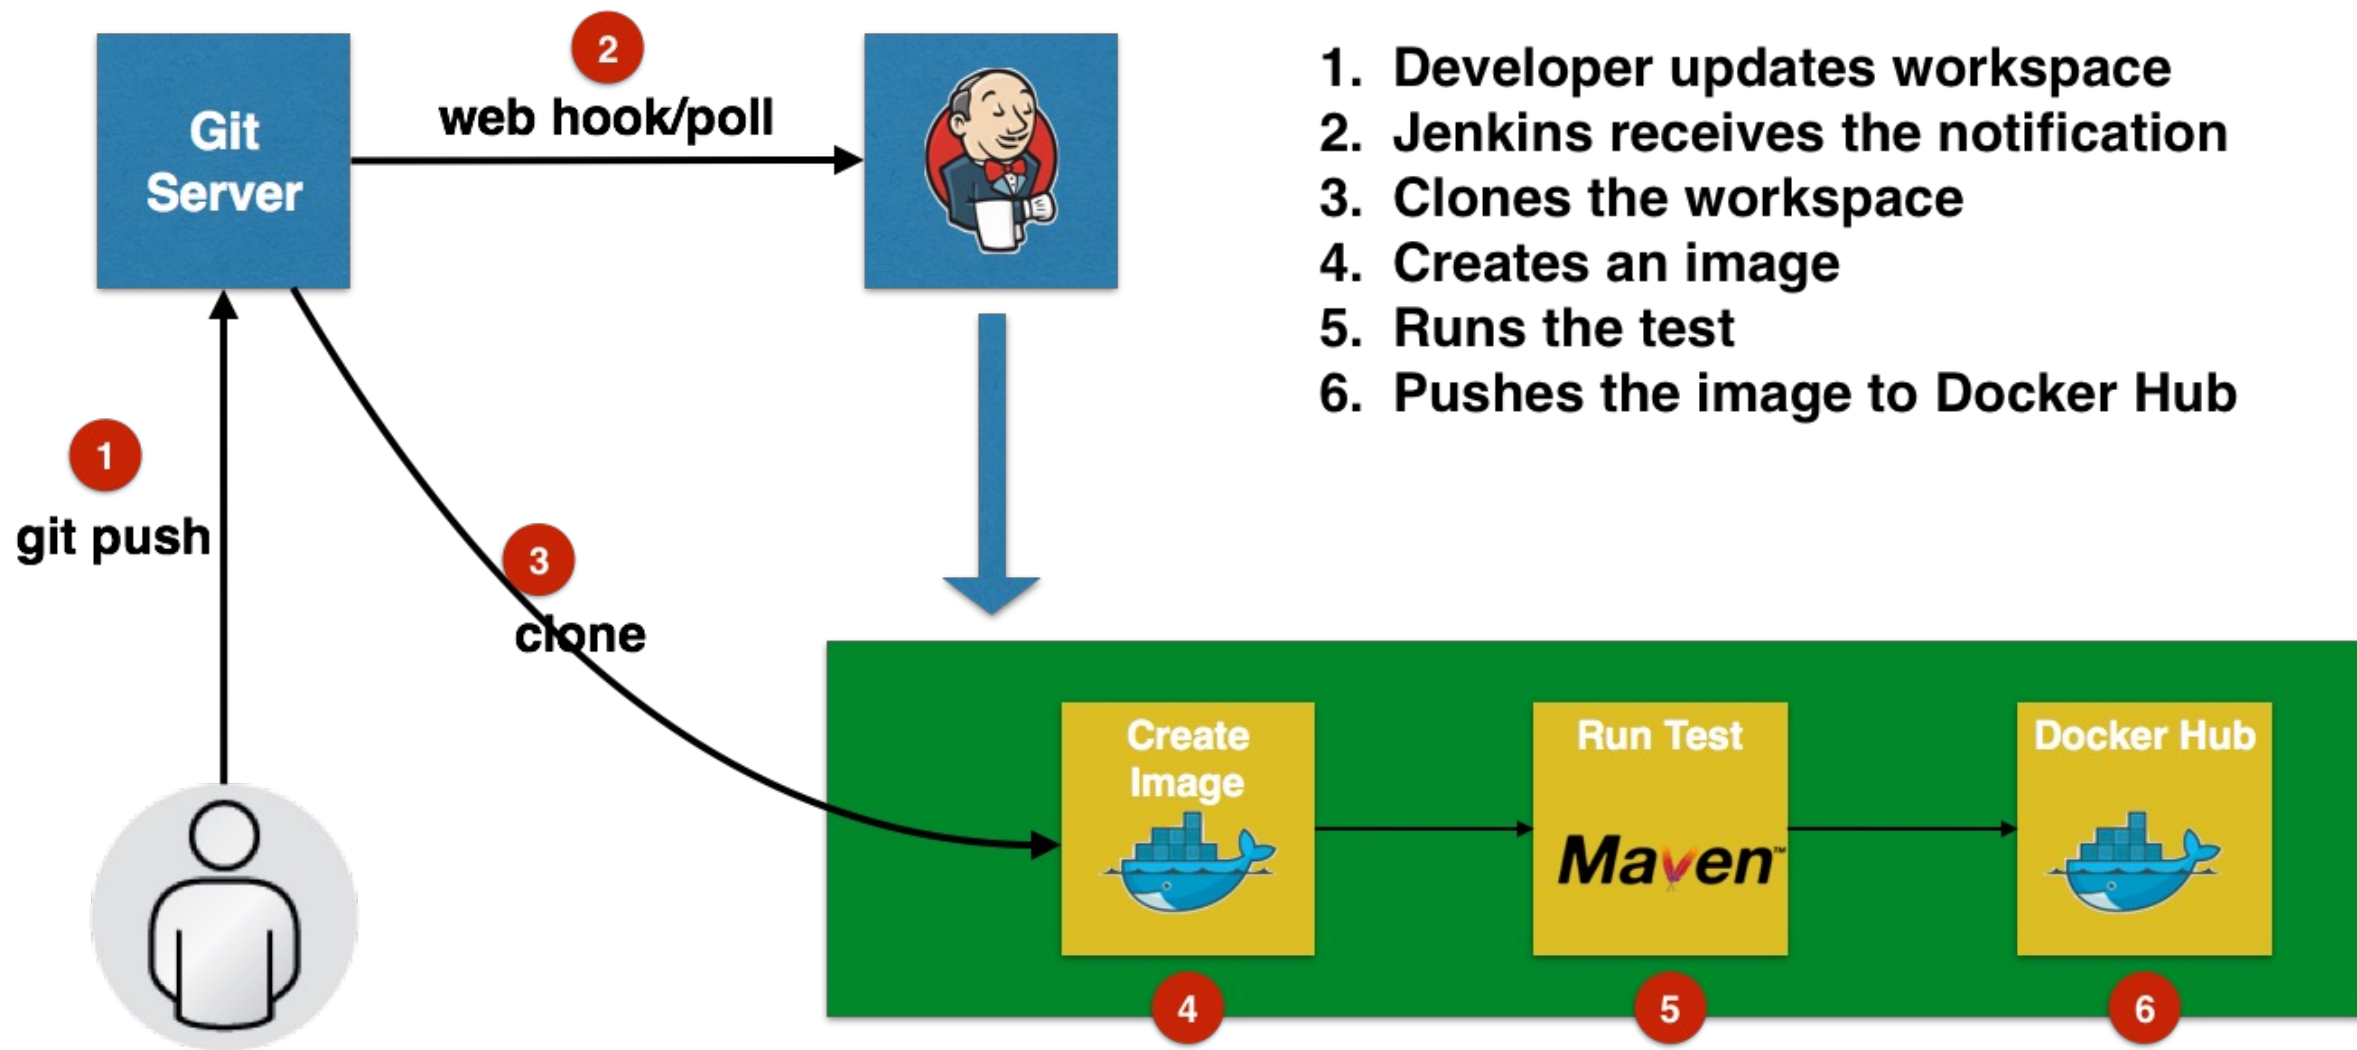 2
web hook/poll
Git
Server
1. Developer updates workspace
2. Jenkins receives the notification
3. Clones the workspace
4. Creates an image
5. Runs the test
6. Pushes the image to Docker Hub
1
git push
3
clone
Create
Image
Run Test
Maven™
Docker Hub
4
5
6